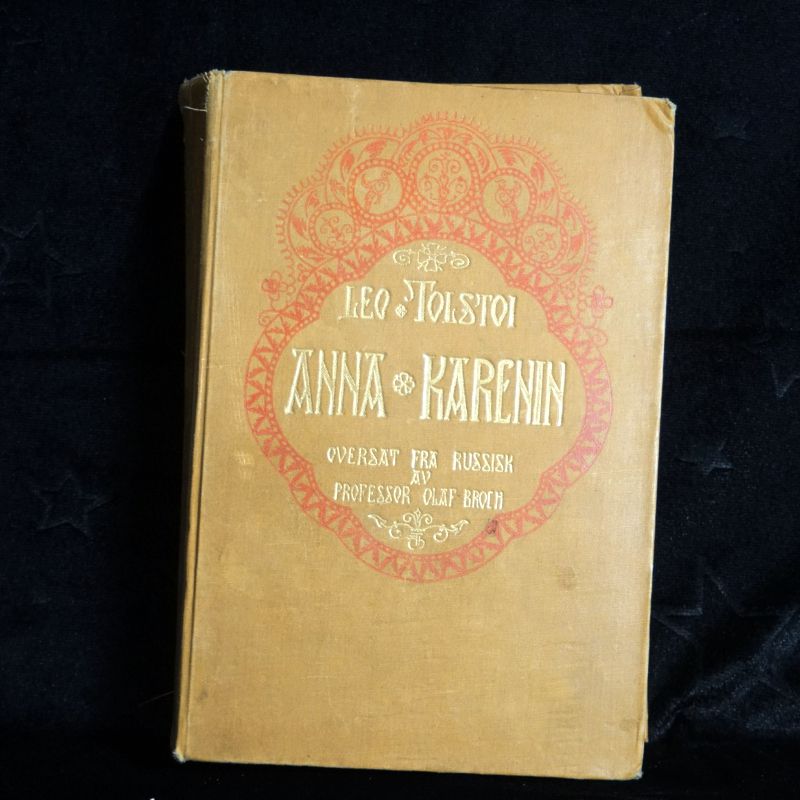 LEO TOLSTOI
ANNA KARENIN
OVERSAT FRA RUSSISK
AV
PROFESSOR OLAF BROCH